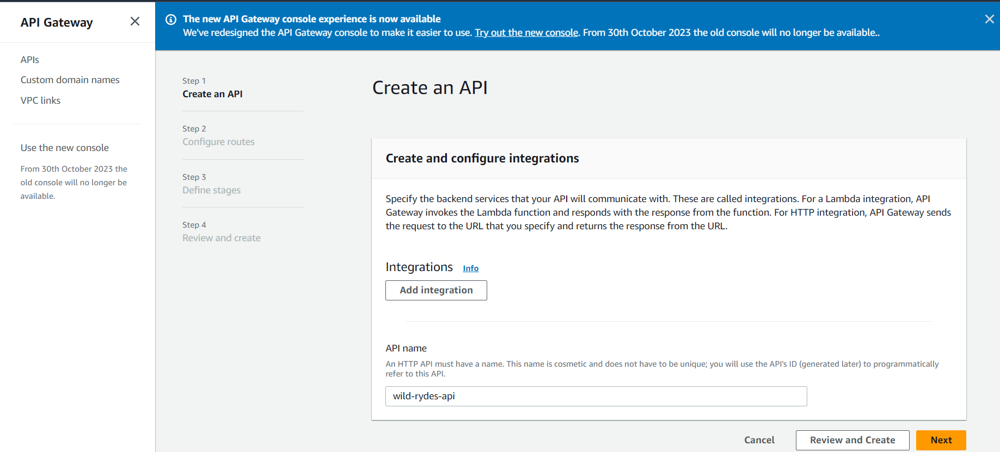 API Gateway
APIs
Custom domain names
VPC links
Use the new console
From 30th October 2023 the
old console will no longer be
available.
The new API Gateway console experience is now available
We've redesigned the API Gateway console to make it easier to use. Try out the new console. From 30th October 2023 the old console will no longer be available..
Step 1
Create an API
Step 2
Configure routes
Step 3
Define stages
Step 4
Review and create
Create an API
Create and configure integrations
Specify the backend services that your API will communicate with. These are called integrations. For a Lambda integration, API
Gateway invokes the Lambda function and responds with the response from the function. For HTTP integration, API Gateway sends
the request to the URL that you specify and returns the response from the URL.
Integrations Info
Add integration
API name
An HTTP API must have a name. This name is cosmetic and does not have to be unique; you will use the API's ID (generated later) to programmatically
refer to this API.
wild-rydes-api
Cancel Review and Create Next